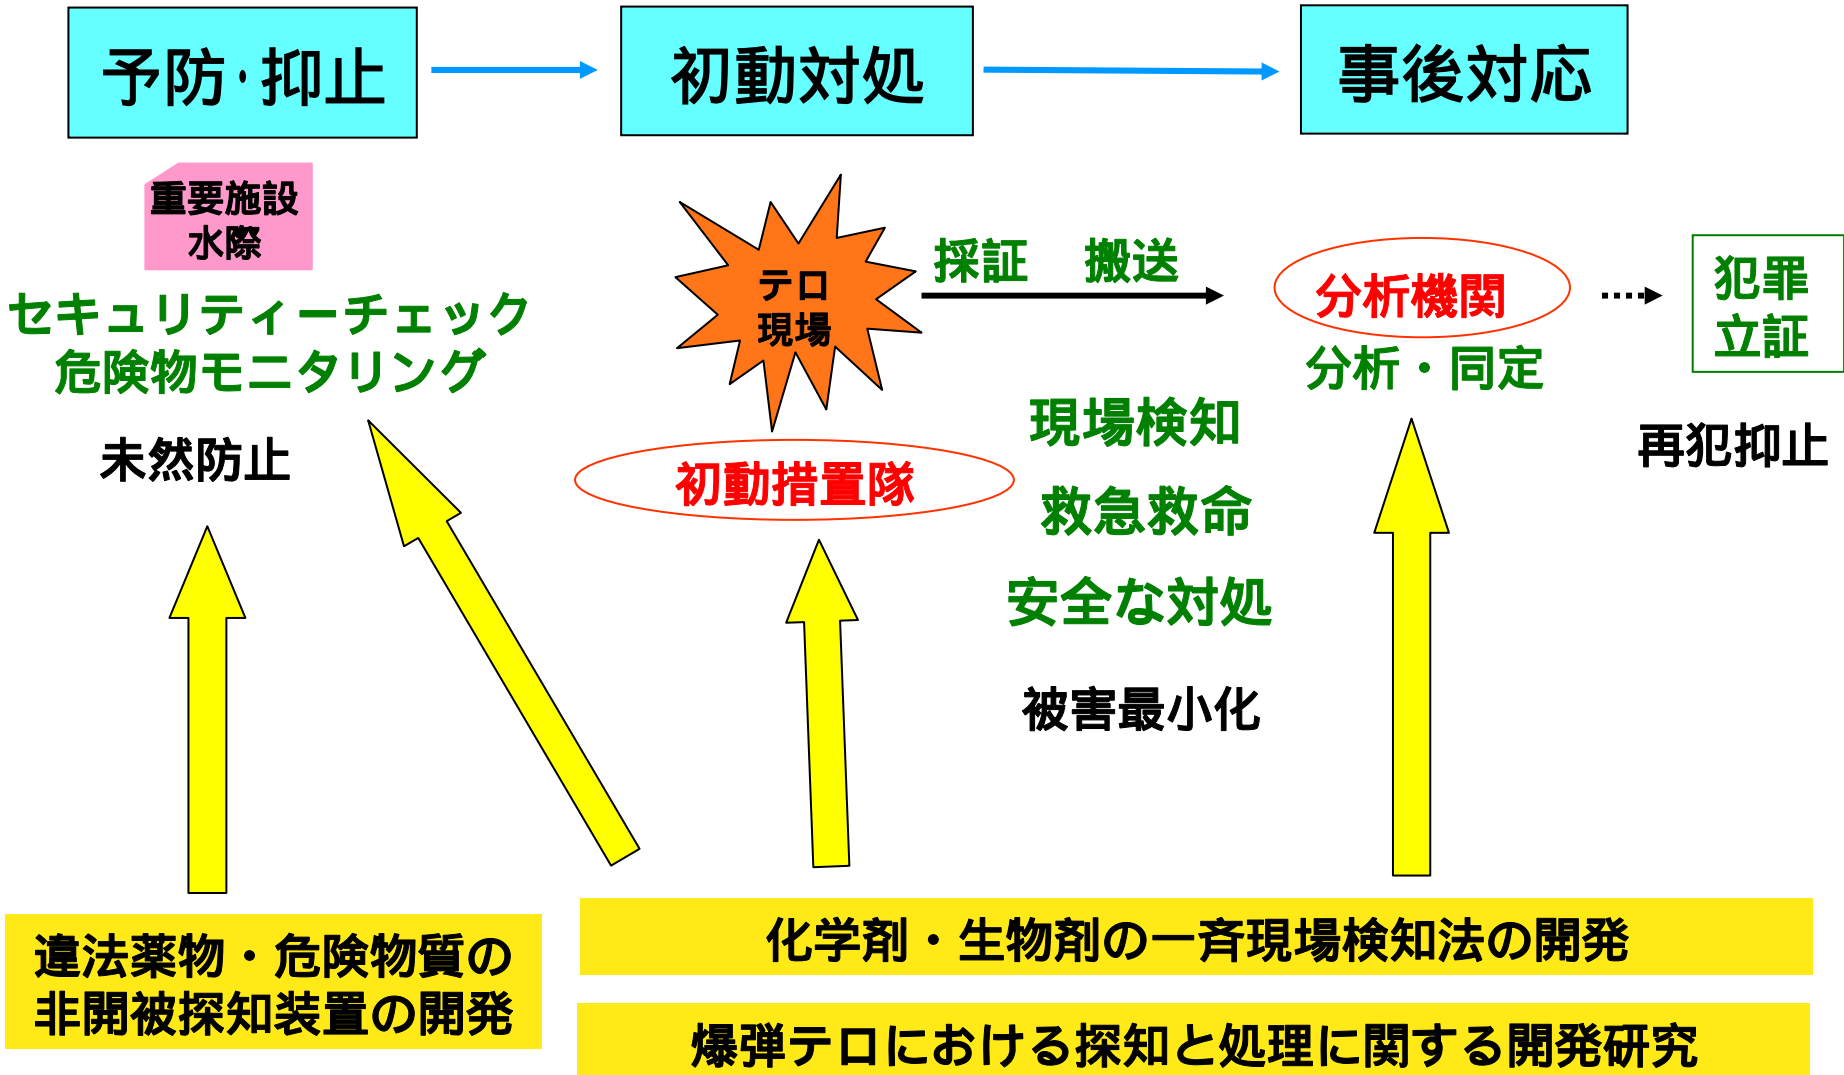 予防・抑止
初動対処
事後対応
重要施設
水際
セキュリティーチェック
危険物モニタリング
未然防止
テロ
現場
初動措置隊
採証　搬送
現場検知
救急救命
安全な対処
被害最小化
分析機関
分析・同定
犯罪
立証
再犯抑止
違法薬物・危険物質の
非開被探知装置の開発
化学剤・生物剤の一斉現場検知法の開発
爆弾テロにおける探知と処理に関する開発研究